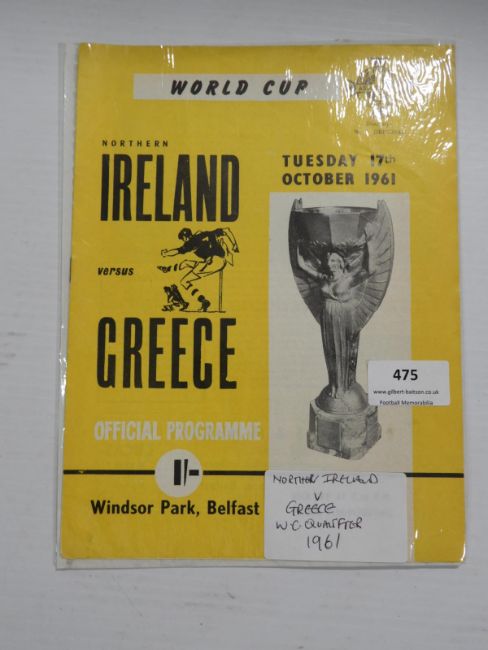 WORLD CUP
NORTHERN
IRELAND
versus
GREECE
TUESDAY 17th
OCTOBER 1961
475
www.gilbert-baitson.co.uk
Football Memorabilia
OFFICIAL PROGRAMME
1/-
Windsor Park, Belfast
NORTHERN IRELAND
V
GREECE
W.C QUALIFIER
1961